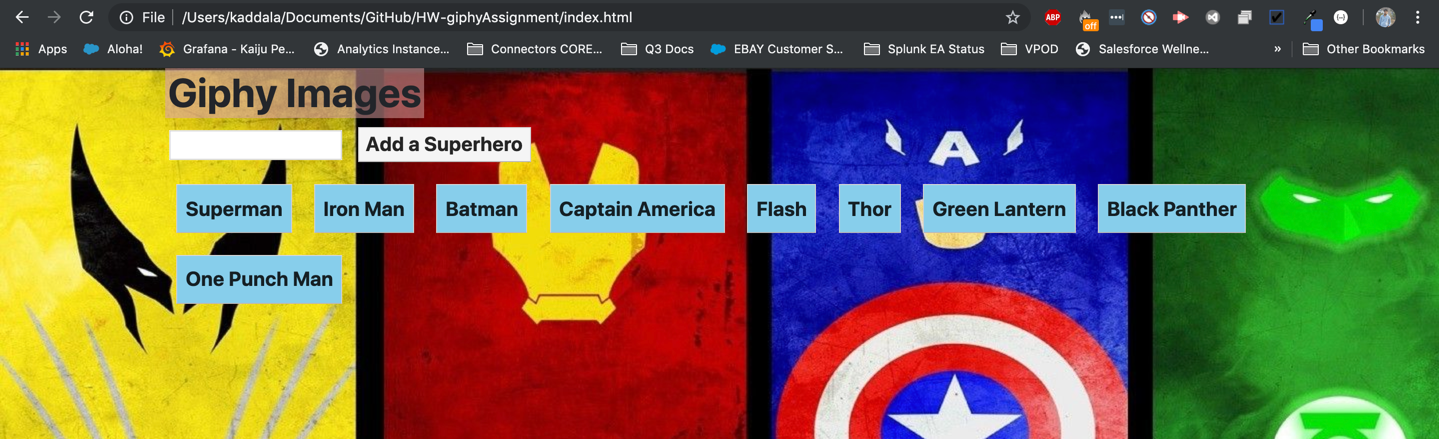 File /Users/kaddala/Documents/GitHub/HW-giphyAssignment/index.html
ABP
off
Apps Aloha! Grafana - Kaiju Pe... Analytics Instance... Connectors CORE... Q3 Docs EBAY Customer S... Splunk EA Status VPOD Salesforce Wellne... » Other Bookmarks
Giphy Images
Add a Superhero
Superman Iron Man Batman Captain America Flash Thor Green Lantern Black Panther
One Punch Man
A